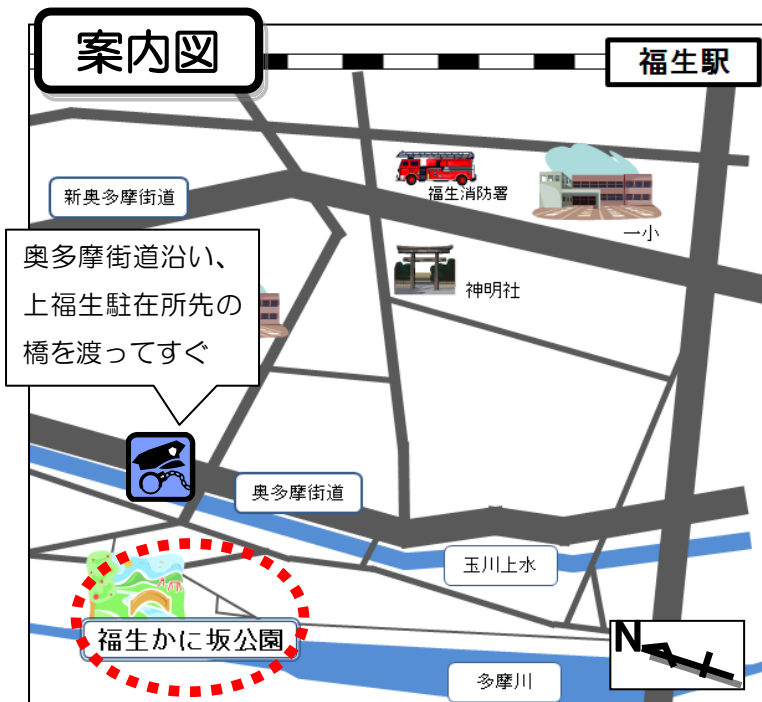 案内図
福生駅
福生消防署
新奥多摩街道
一小
奥多摩街道沿い、
上福生駐在所先の
橋を渡ってすぐ
神明社
奥多摩街道
玉川上水
福生かに坂公園
N
多摩川